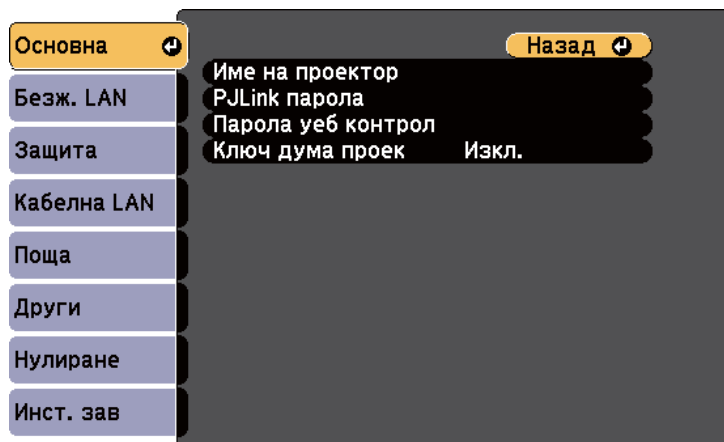 Основна
Безж. LAN
Защита
Кабелна LAN
Поща
Други
Нулиране
Инст. зав
Назад
Име на проектор
PJLink парола
Парола уеб контрол
Ключ дума проек Изкл.